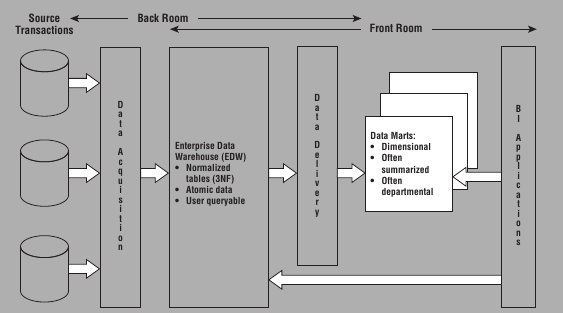 Source
Transactions
Back Room
Front Room
Data Acquisition
Enterprise Data
Warehouse (EDW)
• Normalized
tables (3NF)
• Atomic data
• User queryable
Data Delivery
Data Marts:
• Dimensional
• Often
summarized
• Often
departmental
BI Applications